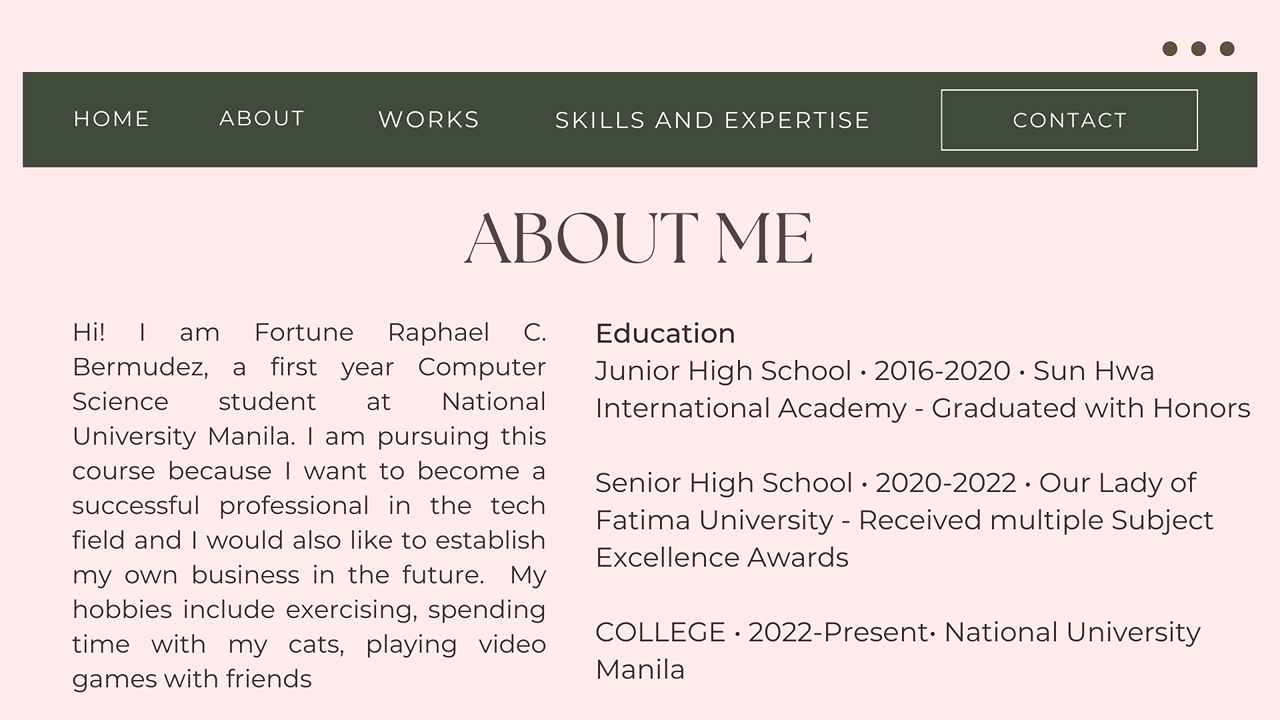 HOME ABOUT WORKS SKILLS AND EXPERTISE CONTACT
ABOUT ME
Hi! I am Fortune Raphael C.
Bermudez, a first year Computer
Science student at National
University Manila. I am pursuing this
course because I want to become a
successful professional in the tech
field and I would also like to establish
my own business in the future. My
hobbies include exercising, spending
time with my cats, playing video
games with friends
Education
Junior High School • 2016-2020 • Sun Hwa
International Academy - Graduated with Honors
Senior High School • 2020-2022 • Our Lady of
Fatima University - Received multiple Subject
Excellence Awards
COLLEGE • 2022-Present• National University
Manila